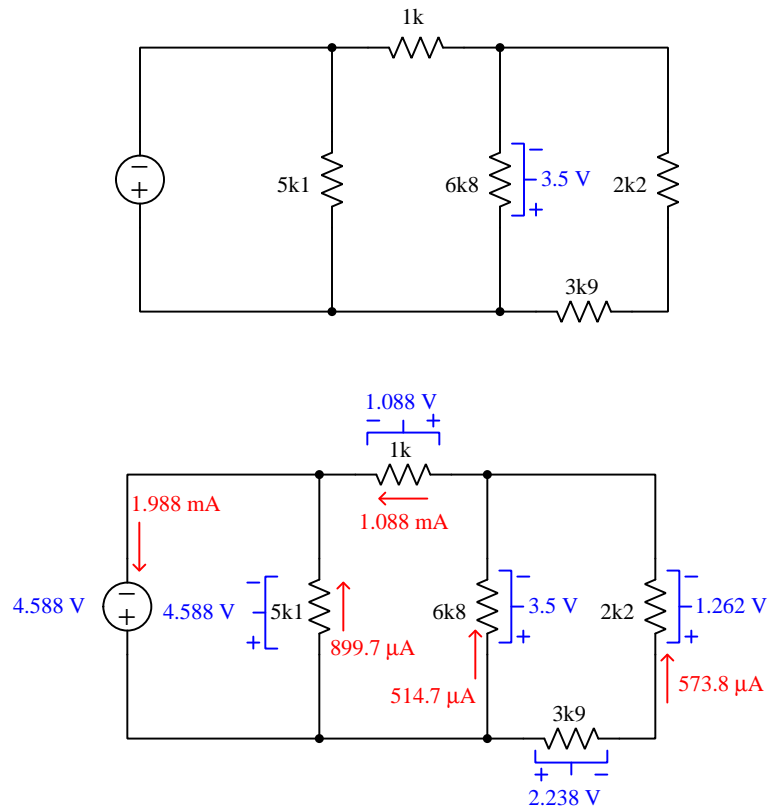 1k
−
+
5k1
6k8
−
3.5 V
+
2k2
3k9
1.088 V
− +
1k
1.988 mA
1.088 mA
4.588 V
−
+
−
4.588 V
+
5k1
899.7 µA
6k8
−
3.5 V
+
514.7 µA
2k2
−
1.262 V
+
573.8 µA
3k9
+ −
2.238 V